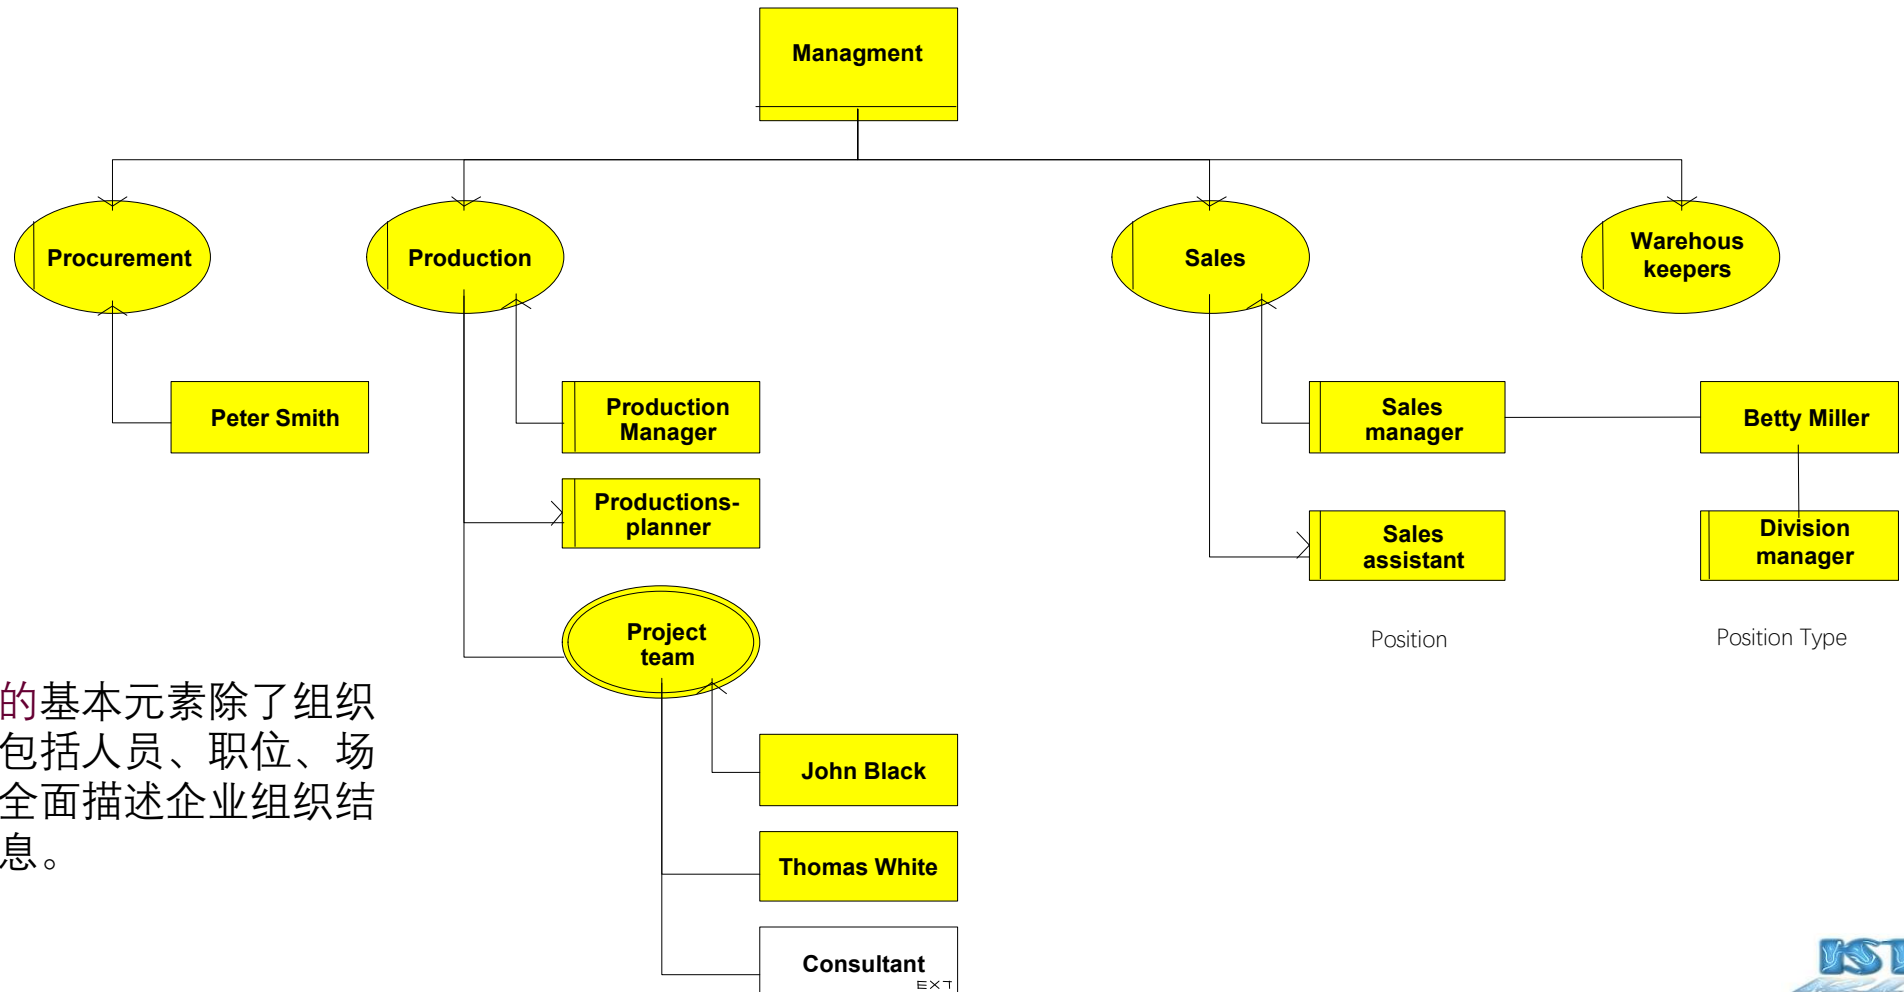 Managment
Procurement
Production
Sales
Warehous
keepers
Peter Smith
Production
Manager
Sales
manager
Betty Miller
Productions-
planner
Sales
assistant
Division
manager
Position
Position Type
Project
team
的基本元素除了组织
包括人员、职位、场
全面描述企业组织结
息。
John Black
Thomas White
Consultant
EXT